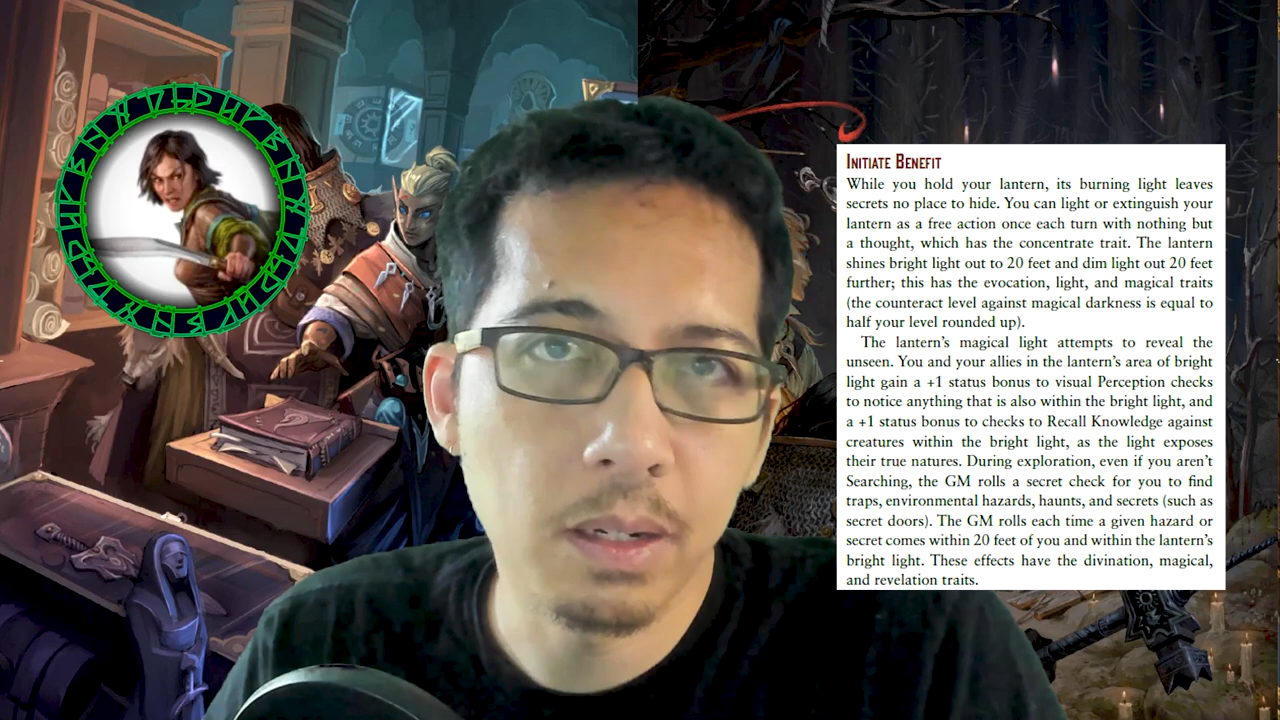 INITIATE BENEFIT
While you hold your lantern, its burning light leaves
secrets no place to hide. You can light or extinguish your
lantern as a free action once each turn with nothing but
a thought, which has the concentrate trait. The lantern
shines bright light out to 20 feet and dim light out 20 feet
further; this has the evocation, light, and magical traits
(the counteract level against magical darkness is equal to
half your level rounded up).
The lantern's magical light attempts to reveal the
unseen. You and your allies in the lantern's area of bright
light gain a +1 status bonus to visual Perception checks
to notice anything that is also within the bright light, and
a +1 status bonus to checks to Recall Knowledge against
creatures within the bright light, as the light exposes
their true natures. During exploration, even if you aren't
Searching, the GM rolls a secret check for you to find
traps, environmental hazards, haunts, and secrets (such as
secret doors). The GM rolls each time a given hazard or
secret comes within 20 feet of you and within the lantern's
bright light. These effects have the divination, magical,
and revelation traits.